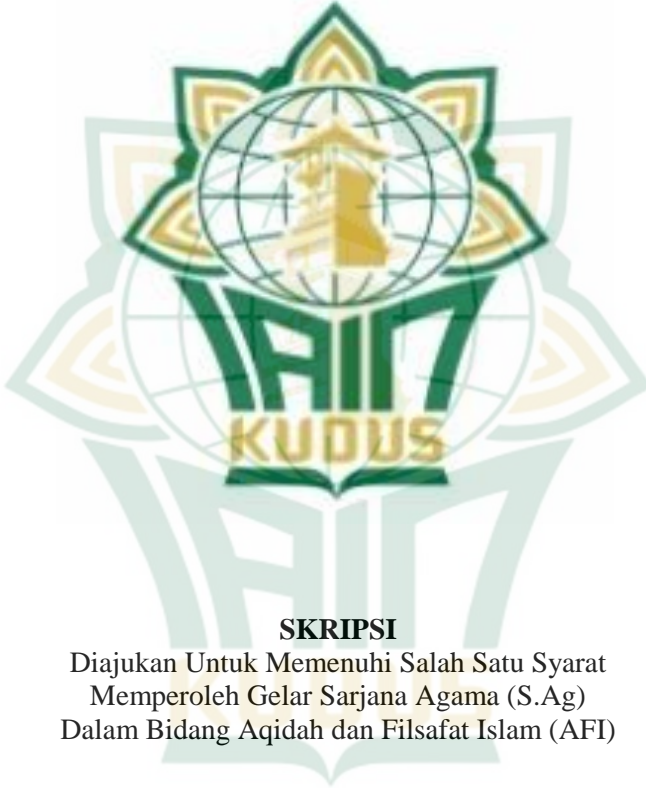 IAIN
KUDUS
SKRIPSI
Diajukan Untuk Memenuhi Salah Satu Syarat
Memperoleh Gelar Sarjana Agama (S.Ag)
Dalam Bidang Aqidah dan Filsafat Islam (AFI)